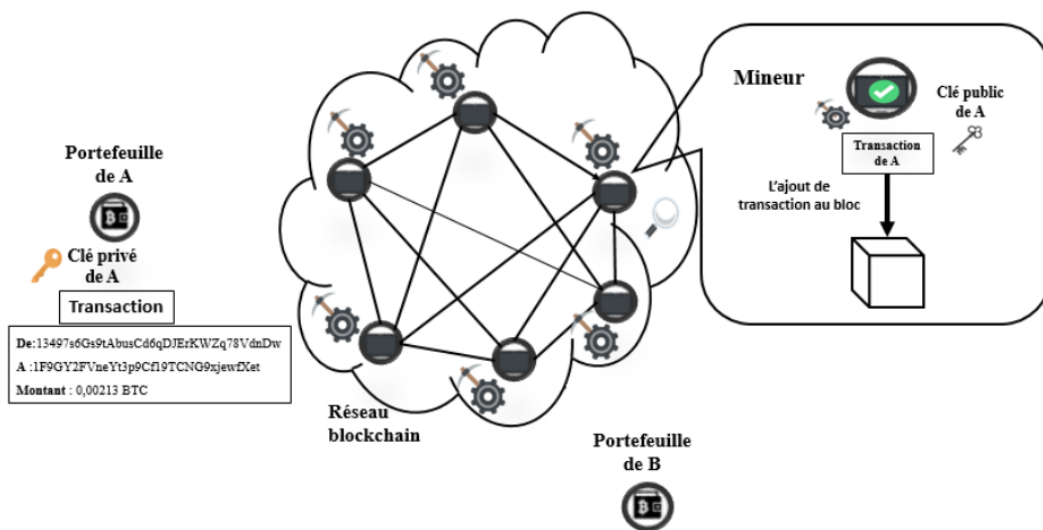 Portefeuille
de A
Clé privé
de A
Transaction
De:13497s6Gs9tAbusCd6qDJErKWZq78VdnDw
A :1F9GY2FVneYt3p9Cf19TCNG9xjewfXet
Montant : 0,00213 BTC
Réseau
blockchain
Portefeuille
de B
Mineur
Clé public
de A
Transaction
de A
L'ajout de
transaction au bloc